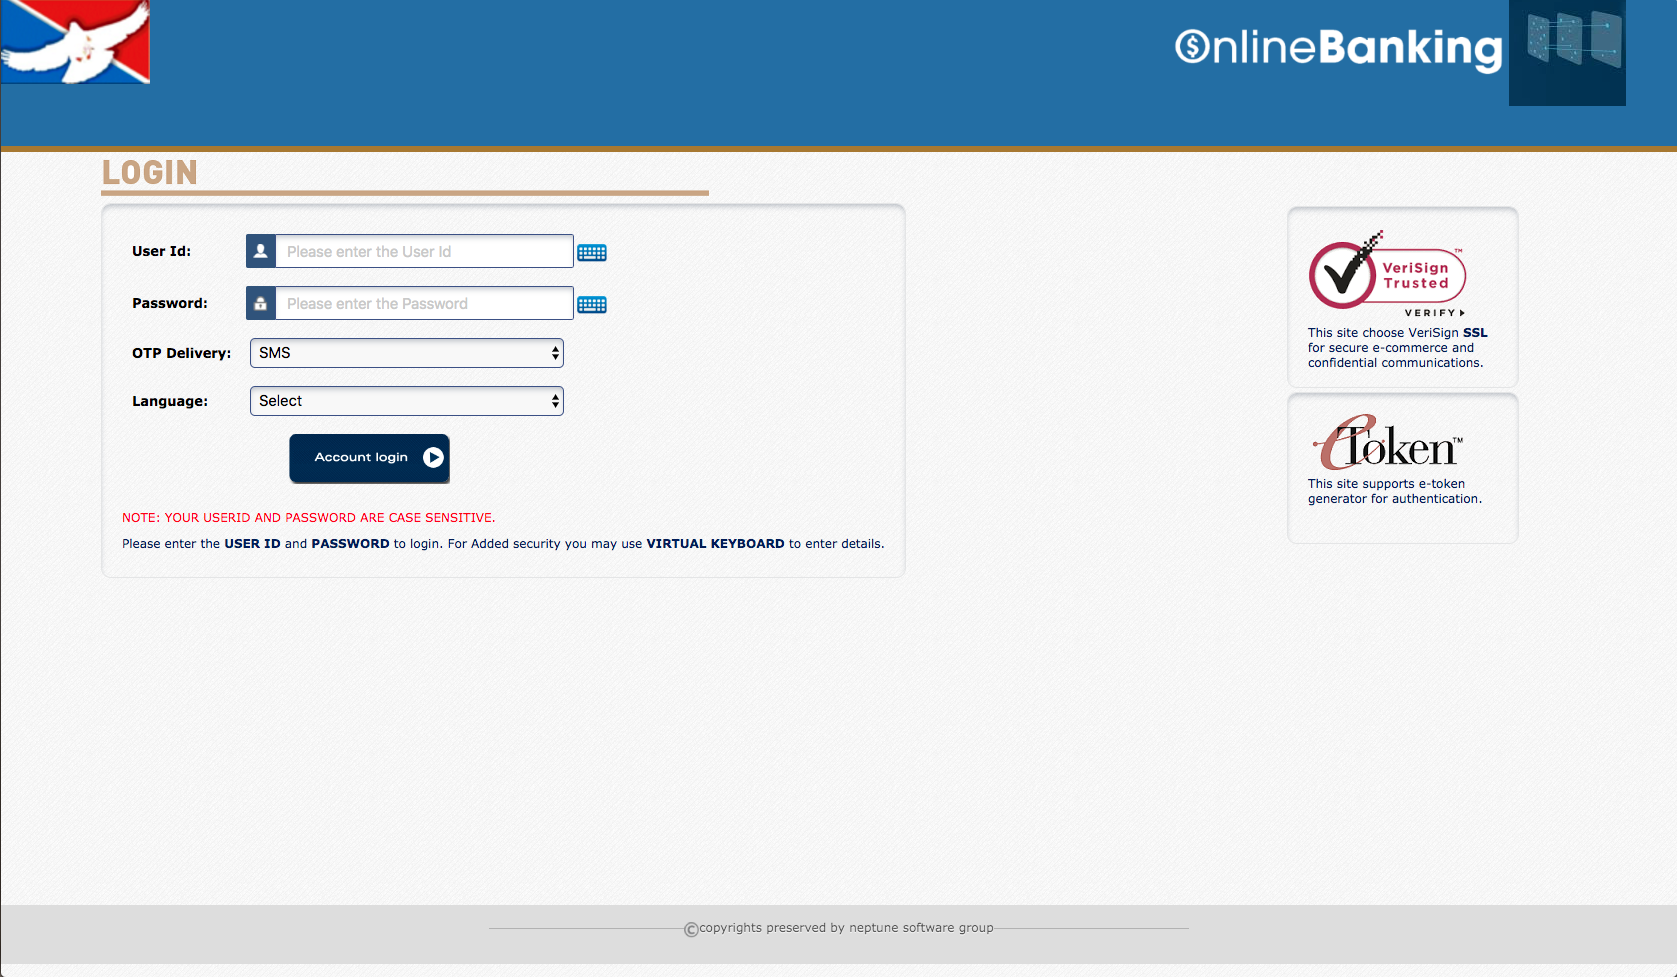 OnlineBanking
LOGIN
User Id:
Please enter the User Id
Password:
Please enter the Password
OTP Delivery:
SMS
Language:
Select
Account login
NOTE: YOUR USERID AND PASSWORD ARE CASE SENSITIVE.
Please enter the USER ID and PASSWORD to login. For Added security you may use VIRTUAL KEYBOARD to enter details.
VeriSign
Trusted
™
VERIFY
This site choose VeriSign SSL
for secure e-commerce and
confidential communications.
eToken™
This site supports e-token
generator for authentication.
©copyrights preserved by neptune software group